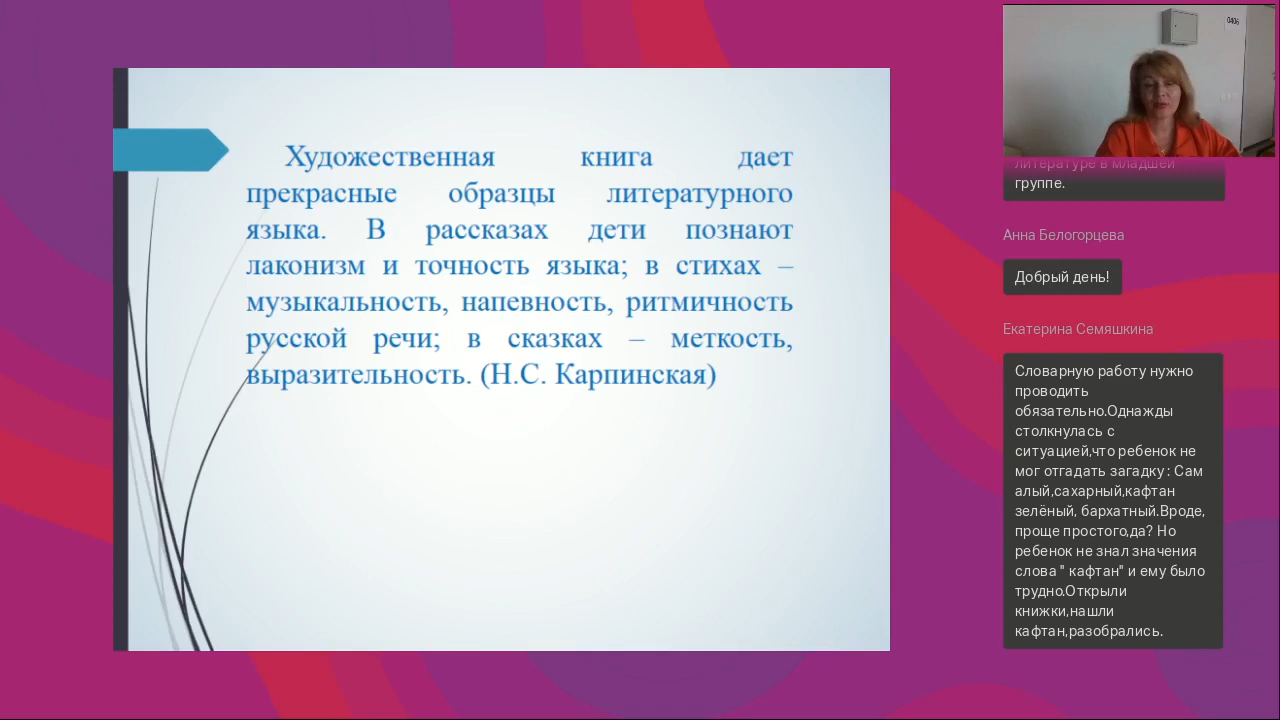 Художественная книга дает
прекрасные образцы литературного
языка. В рассказах дети познают
лаконизм и точность языка; в стихах –
музыкальность, напевность, ритмичность
русской речи; в сказках – меткость,
выразительность. (Н.С. Карпинская)
0406
литературе в младшей
группе.
Анна Белогорцева
Добрый день!
Екатерина Семяшкина
Словарную работу нужно
проводить
обязательно.Однажды
столкнулась с
ситуацией,что ребенок не
мог отгадать загадку : Сам
алый,сахарный,кафтан
зелёный, бархатный.Вроде,
проще простого,да? Но
ребенок не знал значения
слова " кафтан" и ему было
трудно.Открыли
книжки,нашли
кафтан,разобрались.